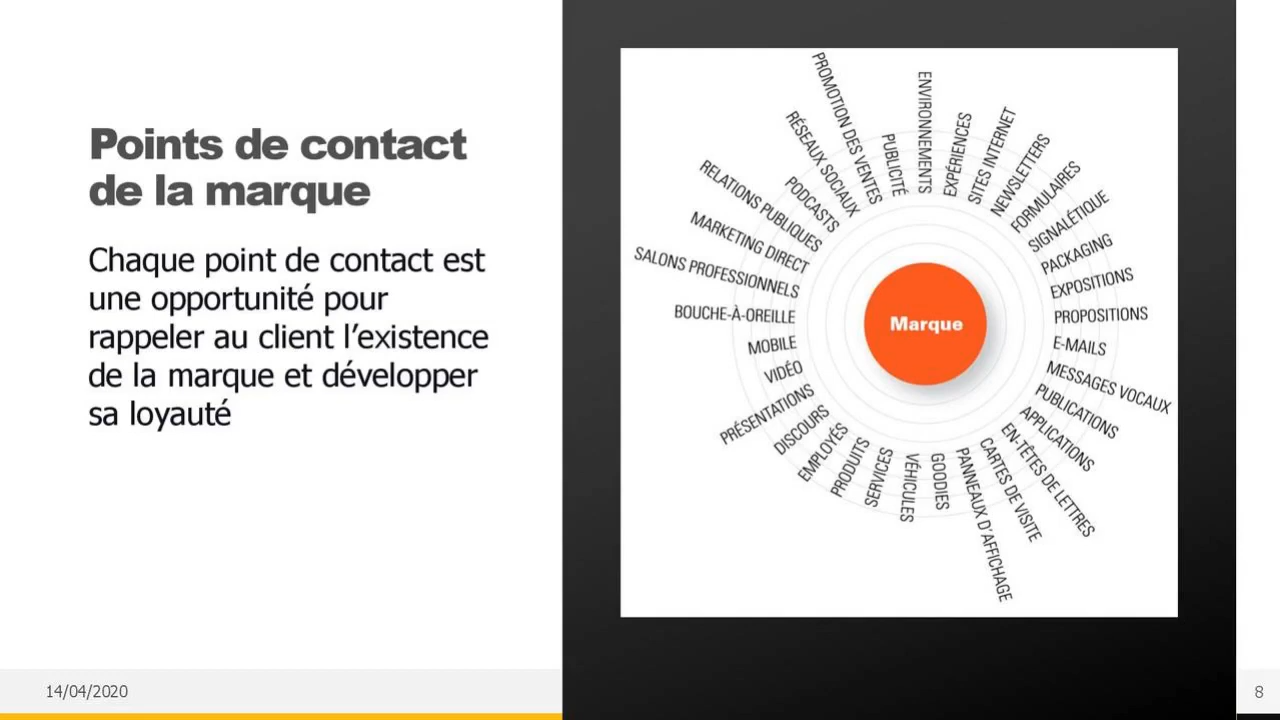 Points de contact
de la marque
Chaque point de contact est
une opportunité pour
rappeler au client l’existence
de la marque et développer
sa loyauté
Marque
ENVIRONNEMENTS
EXPÉRIENCES
SITES INTERNET
NEWSLETTERS
FORMULAIRES
SIGNALÉTIQUE
PACKAGING
EXPOSITIONS
PROPOSITIONS
E-MAILS
MESSAGES VOCAUX
PUBLICATIONS
APPLICATIONS
EN-TÊTES DE LETTRES
CARTES DE VISITE
PANNEAUX D’AFFICHAGE
GOODIES
VÉHICULES
SERVICES
PRODUITS
EMPLOYÉS
DISCOURS
PRÉSENTATIONS
VIDÉO
MOBILE
BOUCHE-À-OREILLE
SALONS PROFESSIONNELS
MARKETING DIRECT
RELATIONS PUBLIQUES
PODCASTS
RÉSEAUX SOCIAUX
PROMOTION DES VENTES
PUBLICITÉ
14/04/2020
8